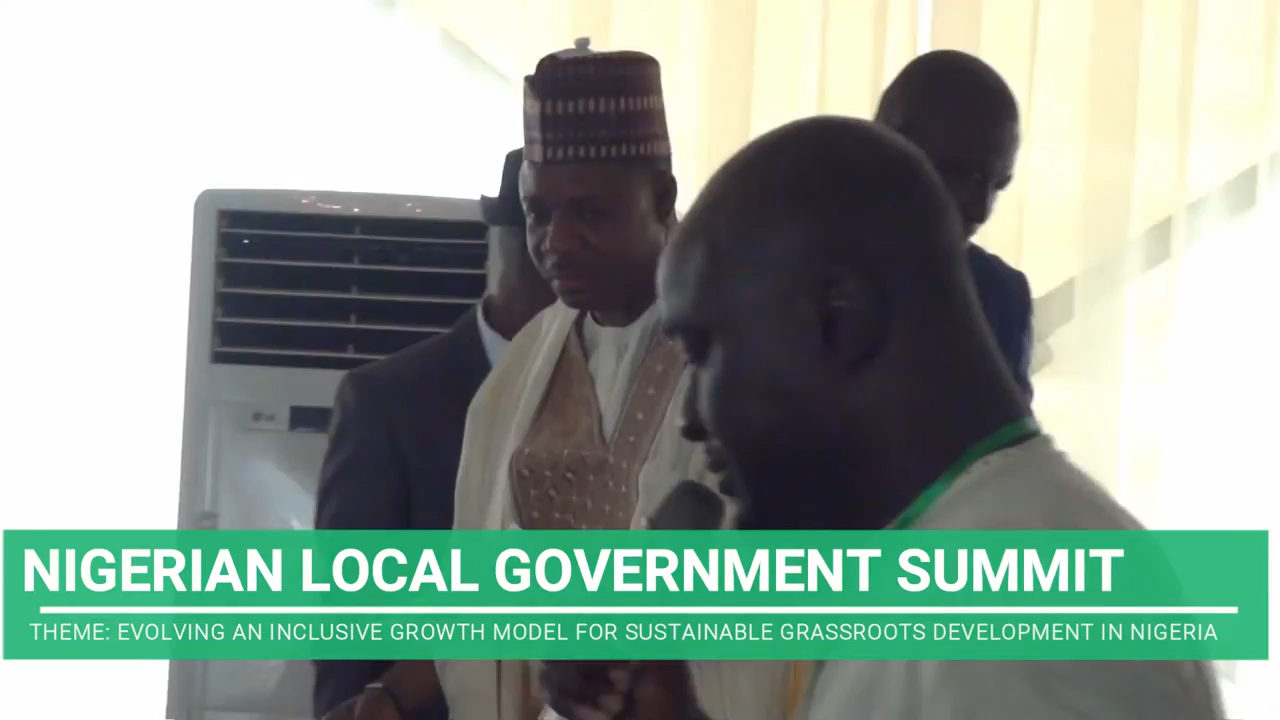 NIGERIAN LOCAL GOVERNMENT SUMMIT
THEME: EVOLVING AN INCLUSIVE GROWTH MODEL FOR SUSTAINABLE GRASSROOTS DEVELOPMENT IN NIGERIA